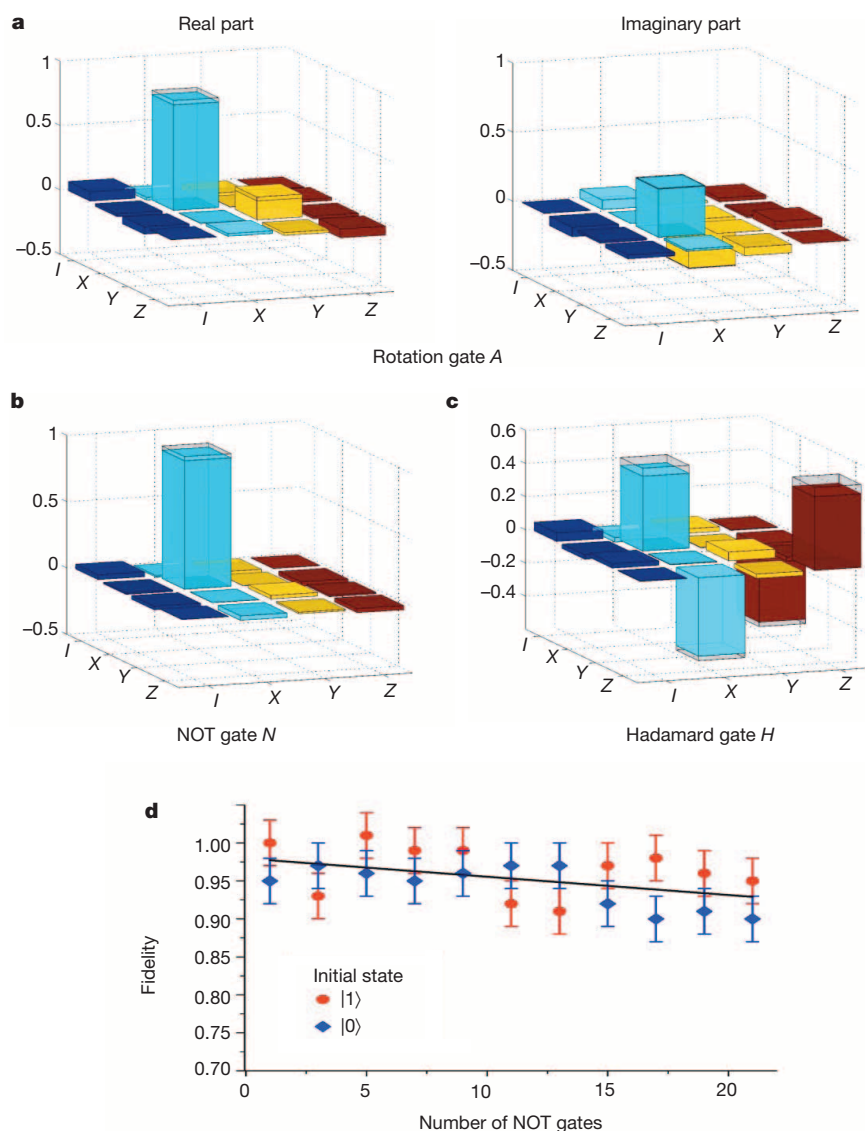 a
Real part
Imaginary part
1
0.5
0
−0.5
I
X
Y
Z
I
X
Y
Z
1
0.5
0
−0.5
I
X
Y
Z
I
X
Y
Z
Rotation gate A
b
1
0.5
0
−0.5
I
X
Y
Z
I
X
Y
Z
NOT gate N
c
0.6
0.4
0.2
0
−0.2
−0.4
I
X
Y
Z
I
X
Y
Z
Hadamard gate H
d
Fidelity
1.00
0.95
0.90
0.85
0.80
0.75
0.70
Initial state
|1⟩
|0⟩
0 5 10 15 20
Number of NOT gates